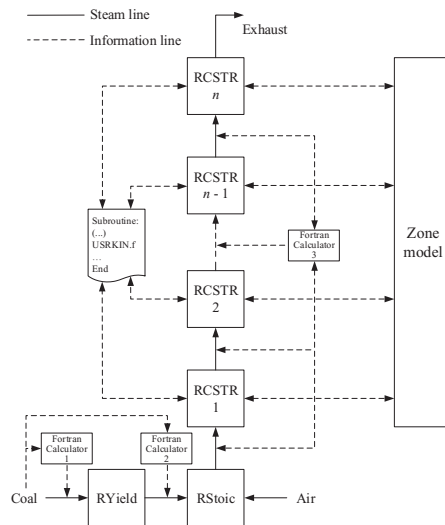 Steam line
Information line
Exhaust
RCSTR
n
RCSTR
n - 1
Subroutine:
(...)
USRKIN.f
...
End
Fortran
Calculator
3
Zone
model
RCSTR
2
RCSTR
1
Fortran
Calculator
1
Fortran
Calculator
2
Coal
RYield
RStoic
Air